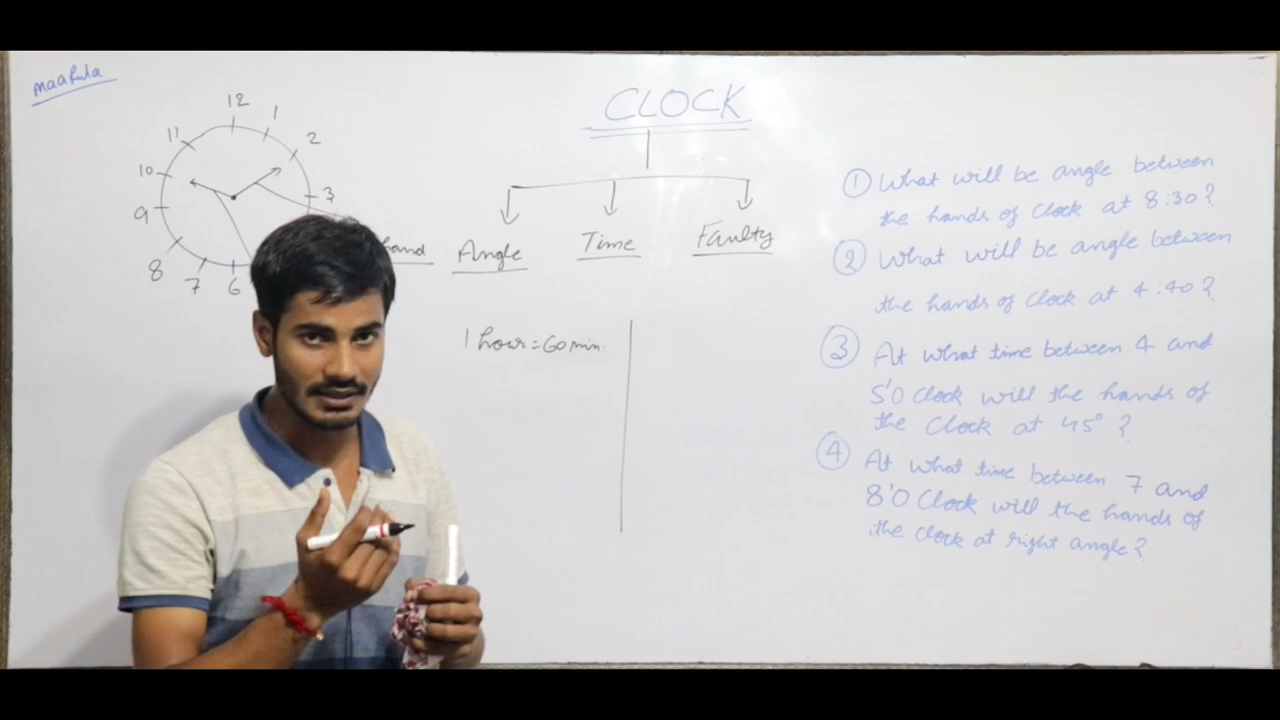 maaRula
CLOCK
12
1
2
3
6
7
8
9
10
11
hand
Angle
Time
Faulty
1 hour = 60 min.
① What will be angle between
the hands of Clock at 8:30?
② What will be angle between
the hands of Clock at 4:40?
③ At what time between 4 and
5'0 Clock will the hands of
the Clock at 45° ?
④ At what time between 7 and
8'0 Clock will the hands of
the clock at right angle?